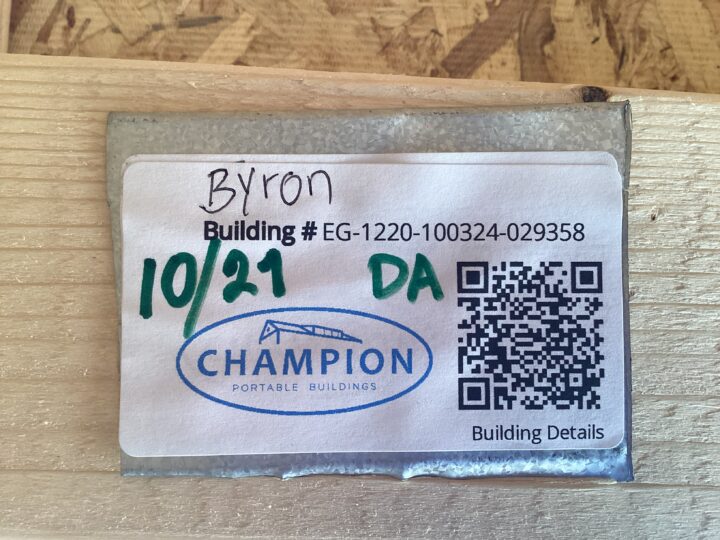 Byron
Building # EG-1220-100324-029358
10/21 DA
CHAMPION
PORTABLE BUILDINGS
Building Details